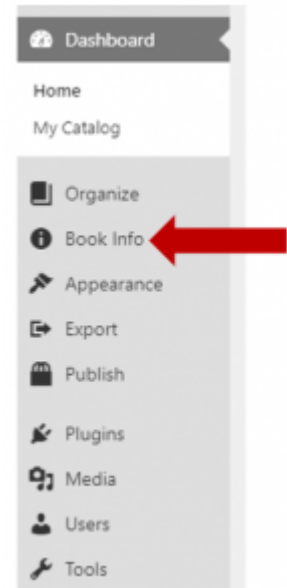 Dashboard
Home
My Catalog
Organize
Book Info
Appearance
Export
Publish
Plugins
Media
Users
Tools